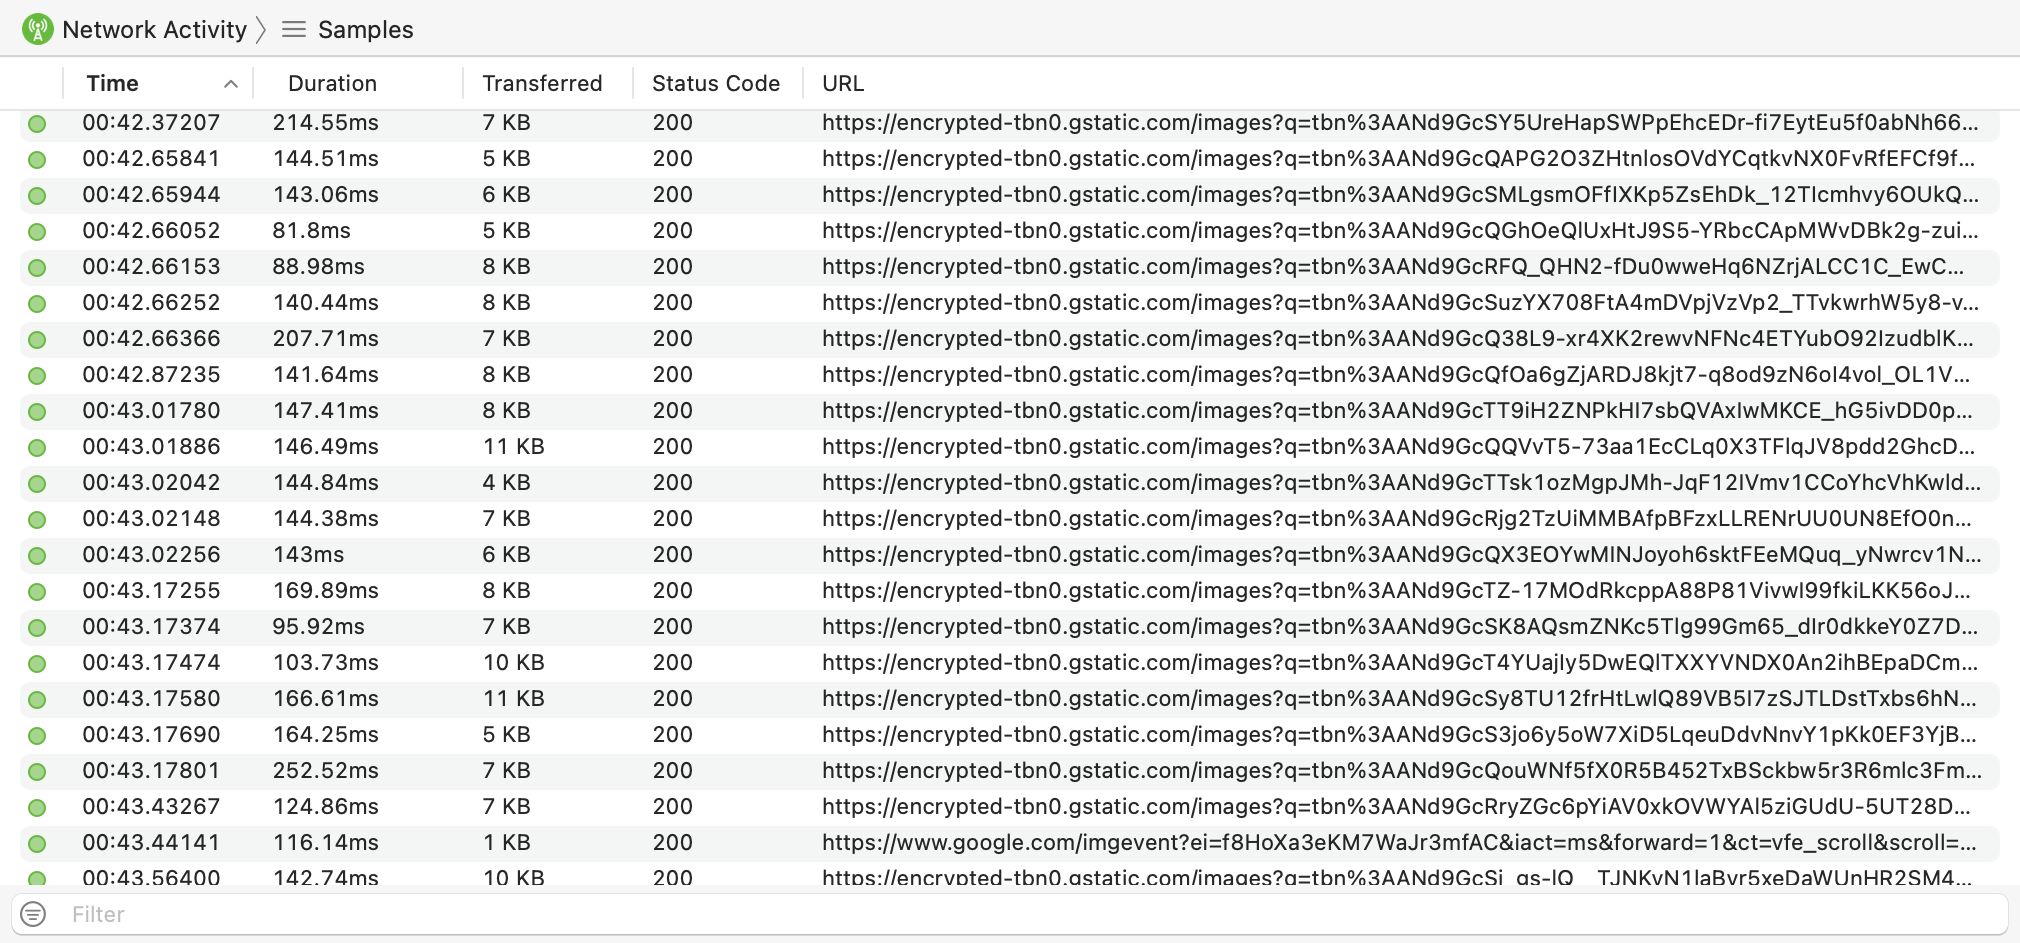 Network Activity Samples
Time Duration Transferred Status Code URL
00:42.37207 214.55ms 7 KB 200 https://encrypted-tbn0.gstatic.com/images?q=tbn%3AANd9GcSY5UreHapSWPpEhcEDr-fi7EytEu5f0abNh66...
00:42.65841 144.51ms 5 KB 200 https://encrypted-tbn0.gstatic.com/images?q=tbn%3AANd9GcQAPG2O3ZHtnlosOVdYCqtkvNX0FvRfEFCf9f...
00:42.65944 143.06ms 6 KB 200 https://encrypted-tbn0.gstatic.com/images?q=tbn%3AANd9GcSMLgsmOFflXKp5ZsEhDk_12TIcmhvy6OUkQ...
00:42.66052 81.8ms 5 KB 200 https://encrypted-tbn0.gstatic.com/images?q=tbn%3AANd9GcQGhOeQlUxHtJ9S5-YRbcCApMWvDBk2g-zui...
00:42.66153 88.98ms 8 KB 200 https://encrypted-tbn0.gstatic.com/images?q=tbn%3AANd9GcRFQ_QHN2-fDu0wweHq6NZrjALCC1C_EwC...
00:42.66252 140.44ms 8 KB 200 https://encrypted-tbn0.gstatic.com/images?q=tbn%3AANd9GcSuzYX708FtA4mDVpjVzVp2_TTvkwrhW5y8-v...
00:42.66366 207.71ms 7 KB 200 https://encrypted-tbn0.gstatic.com/images?q=tbn%3AANd9GcQ38L9-xr4XK2rewvNFNc4ETYubO92IzudblK...
00:42.87235 141.64ms 8 KB 200 https://encrypted-tbn0.gstatic.com/images?q=tbn%3AANd9GcQfOa6gZjARDJ8kjt7-q8od9zN6oI4vol_OL1V...
00:43.01780 147.41ms 8 KB 200 https://encrypted-tbn0.gstatic.com/images?q=tbn%3AANd9GcTT9iH2ZNPkHI7sbQVAxIwMKCE_hG5ivDD0p...
00:43.01886 146.49ms 11 KB 200 https://encrypted-tbn0.gstatic.com/images?q=tbn%3AANd9GcQQVvT5-73aa1EcCLq0X3TFlqJV8pdd2GhcD...
00:43.02042 144.84ms 4 KB 200 https://encrypted-tbn0.gstatic.com/images?q=tbn%3AANd9GcTTsk1ozMgpJMh-JqF12IVmv1CCoYhcVhKwld...
00:43.02148 144.38ms 7 KB 200 https://encrypted-tbn0.gstatic.com/images?q=tbn%3AANd9GcRjg2TzUiMMBAfpBFzxLLRENrUU0UN8EfO0n...
00:43.02256 143ms 6 KB 200 https://encrypted-tbn0.gstatic.com/images?q=tbn%3AANd9GcQX3EOYwMINJoyoh6sktFEeMQuq_yNwrcv1N...
00:43.17255 169.89ms 8 KB 200 https://encrypted-tbn0.gstatic.com/images?q=tbn%3AANd9GcTZ-17MOdRkcppA88P81VivwI99fkiLKK56oJ...
00:43.17374 95.92ms 7 KB 200 https://encrypted-tbn0.gstatic.com/images?q=tbn%3AANd9GcSK8AQsmZNKc5TIg99Gm65_dIr0dkkeY0Z7D...
00:43.17474 103.73ms 10 KB 200 https://encrypted-tbn0.gstatic.com/images?q=tbn%3AANd9GcT4YUajIy5DwEQlTXXYVNDX0An2ihBEpaDCm...
00:43.17580 166.61ms 11 KB 200 https://encrypted-tbn0.gstatic.com/images?q=tbn%3AANd9GcSy8TU12frHtLwlQ89VB5I7zSJTLDstTxbs6hN...
00:43.17690 164.25ms 5 KB 200 https://encrypted-tbn0.gstatic.com/images?q=tbn%3AANd9GcS3jo6y5oW7XiD5LqeuDdvNnvY1pKk0EF3YjB...
00:43.17801 252.52ms 7 KB 200 https://encrypted-tbn0.gstatic.com/images?q=tbn%3AANd9GcQouWNf5fX0R5B452TxBSckbw5r3R6mlc3Fm...
00:43.43267 124.86ms 7 KB 200 https://encrypted-tbn0.gstatic.com/images?q=tbn%3AANd9GcRryZGc6pYiAV0xkOVWYAl5ziGUdU-5UT28D...
00:43.44141 116.14ms 1 KB 200 https://www.google.com/imgevent?ei=f8HoXa3eKM7WaJr3mfAC&iact=ms&forward=1&ct=vfe_scroll&scroll=...
00:43.56400 142.74ms 10 KB 200 https://encrypted-tbn0.gstatic.com/images?q=tbn%3AANd9GcSi_gs-lQ__TJNKvN1laBvr5xeDaWUnHR2SM4...
Filter